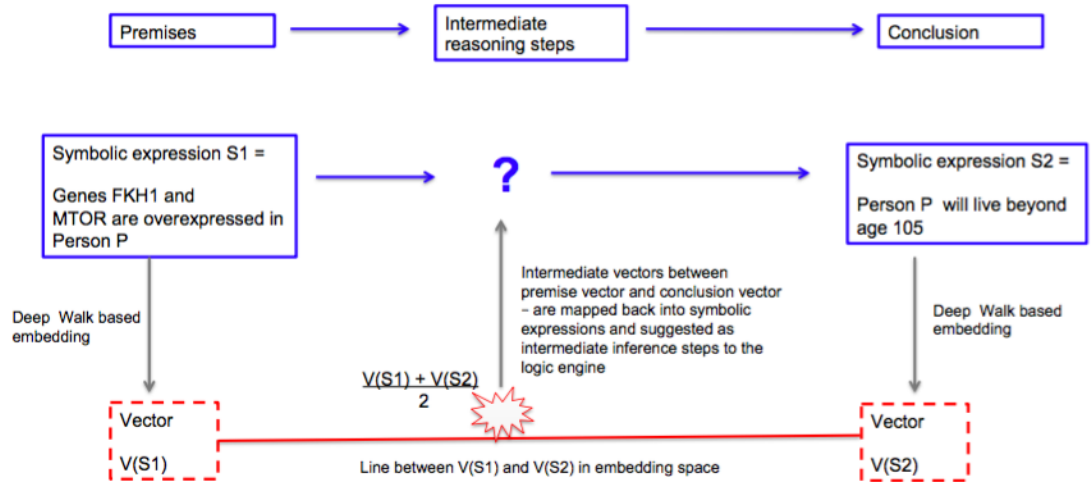 Premises
Intermediate
reasoning steps
Conclusion
Symbolic expression S1 =
Genes FKH1 and
MTOR are overexpressed in
Person P
?
Symbolic expression S2 =
Person P will live beyond
age 105
Deep Walk based
embedding
Intermediate vectors between
premise vector and conclusion vector
– are mapped back into symbolic
expressions and suggested as
intermediate inference steps to the
logic engine
Deep Walk based
embedding
V(S1) + V(S2)
2
Vector
V(S1)
Vector
V(S2)
Line between V(S1) and V(S2) in embedding space